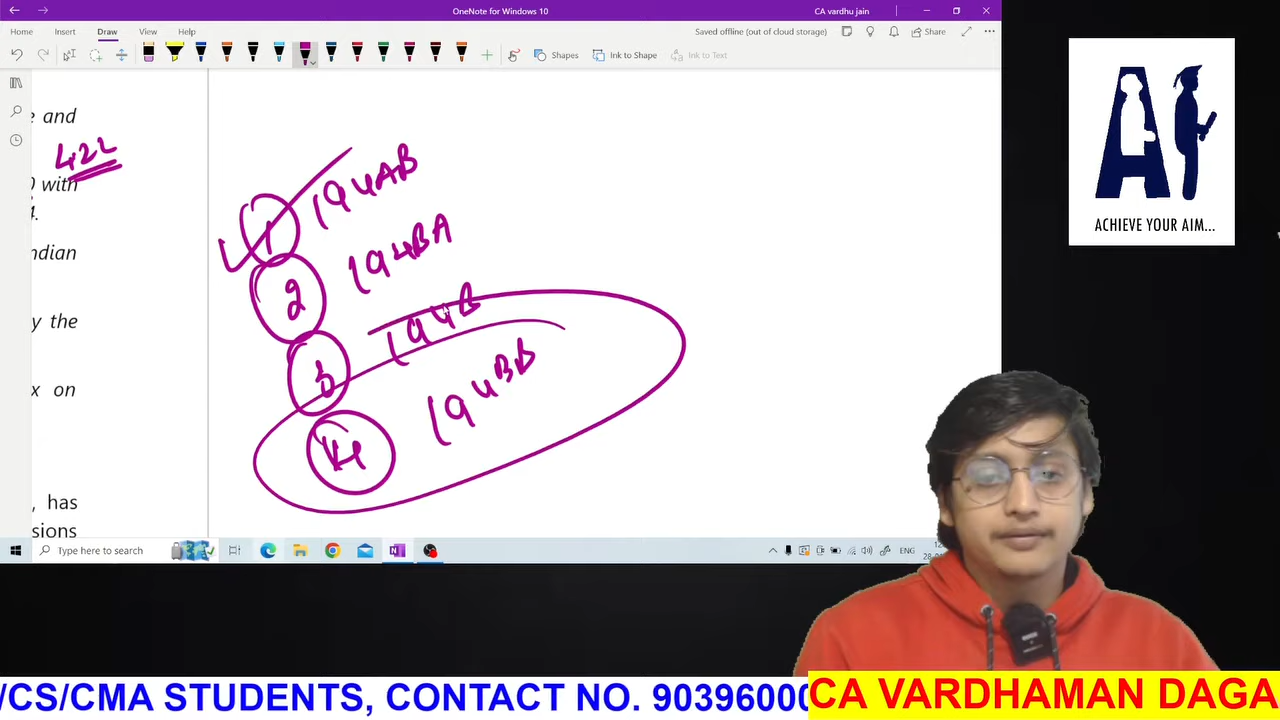 OneNote for Windows 10
CA vardhu jain
Home Insert Draw View Help
Saved offline (out of cloud storage)
Share
Shapes
Ink to Shape
Ink to Text
e and
422
0 with
4.
ndian
y the
x on
, has
sions
1 194AB
2 194BA
3 194B
4 194BB
Type here to search
ENG
AI
ACHIEVE YOUR AIM...
/CS/CMA STUDENTS, CONTACT NO. 90396000
CA VARDHAMAN DAGA